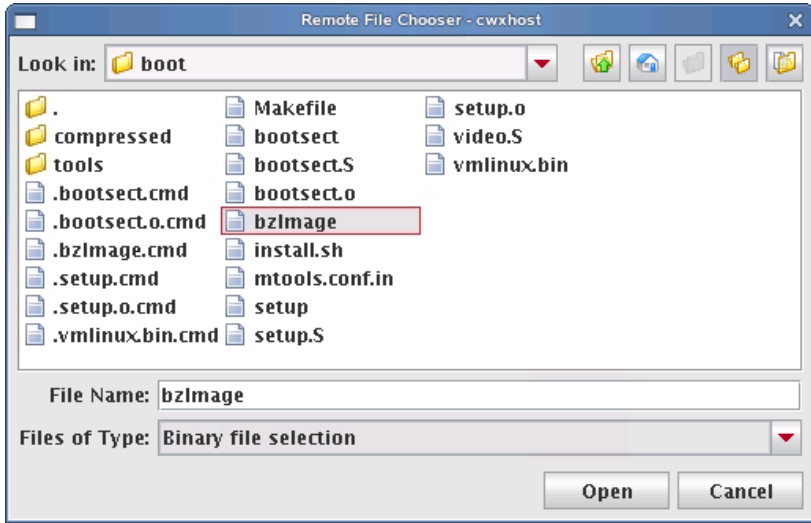 Remote File Chooser - cwxhost
Look in: boot
. Makefile setup.o
compressed bootsect video.S
tools bootsect.S vmlinux.bin
.bootsect.cmd bootsect.o
.bootsect.o.cmd bzImage
.bzImage.cmd install.sh
.setup.cmd mtools.conf.in
.setup.o.cmd setup
.vmlinux.bin.cmd setup.S
File Name: bzImage
Files of Type: Binary file selection
Open Cancel